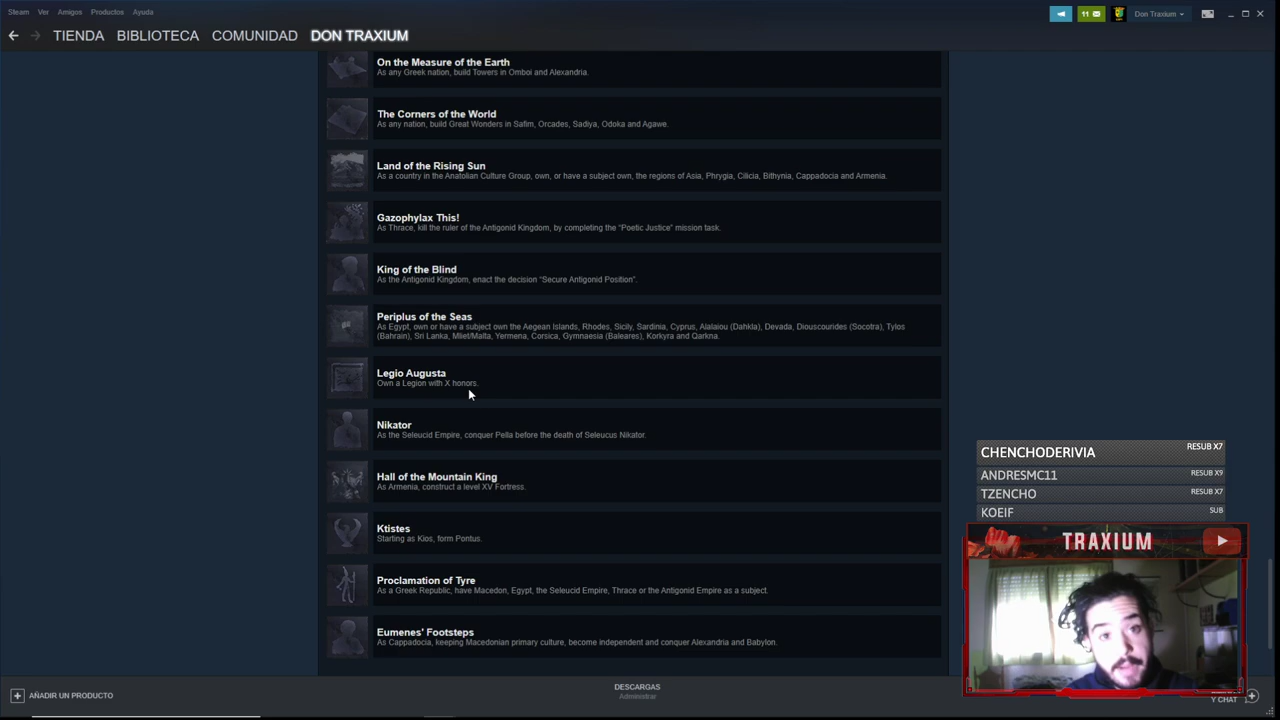 Steam Ver Amigos Productos Ayuda
11
Don Traxium
TIENDA BIBLIOTECA COMUNIDAD DON TRAXIUM
On the Measure of the Earth
As any Greek nation, build Towers in Omboi and Alexandria.
The Corners of the World
As any nation, build Great Wonders in Safim, Orcades, Sadiya, Odoka and Agawe.
Land of the Rising Sun
As a country in the Anatolian Culture Group, own, or have a subject own, the regions of Asia, Phrygia, Cilicia, Bithynia, Cappadocia and Armenia.
Gazophylax This!
As Thrace, kill the ruler of the Antigonid Kingdom, by completing the “Poetic Justice” mission task.
King of the Blind
As the Antigonid Kingdom, enact the decision “Secure Antigonid Position”.
Periplus of the Seas
As Egypt, own or have a subject own the Aegean Islands, Rhodes, Sicily, Sardinia, Cyprus, Alalaiou (Dahkla), Devada, Diouscourides (Socotra), Tylos
(Bahrain), Sri Lanka, Mliet/Malta, Yermena, Corsica, Gymnaesia (Baleares), Korkyra and Qarkna.
Legio Augusta
Own a Legion with X honors.
Nikator
As the Seleucid Empire, conquer Pella before the death of Seleucus Nikator.
Hall of the Mountain King
As Armenia, construct a level XV Fortress.
Ktistes
Starting as Kios, form Pontus.
Proclamation of Tyre
As a Greek Republic, have Macedon, Egypt, the Seleucid Empire, Thrace or the Antigonid Empire as a subject.
Eumenes' Footsteps
As Cappadocia, keeping Macedonian primary culture, become independent and conquer Alexandria and Babylon.
CHENCHODERIVIA RESUB X7
ANDRESMC11 RESUB X9
TZENCHO RESUB X7
KOEIF SUB
TRAXIUM
AÑADIR UN PRODUCTO
DESCARGAS
Administrar
Y CHAT